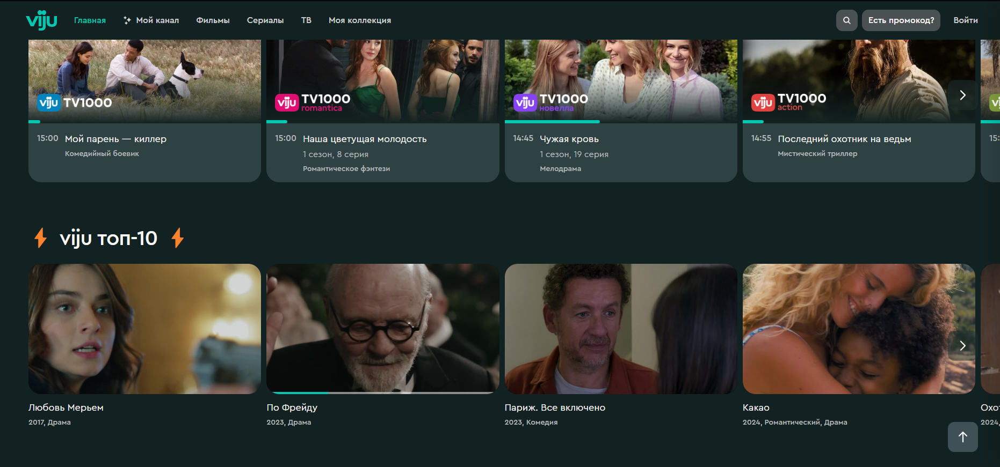 viju
Главная
Мой канал
Фильмы
Сериалы
ТВ
Моя коллекция
Есть промокод?
Войти
viju TV1000
viju TV1000 romantica
viju TV1000 новелла
viju TV1000 action
15:00 Мой парень — киллер
Комедийный боевик
15:00 Наша цветущая молодость
1 сезон, 8 серия
Романтическое фэнтези
14:45 Чужая кровь
1 сезон, 19 серия
Мелодрама
14:55 Последний охотник на ведьм
Мистический триллер
15:
viju топ-10
Любовь Мерьем
2017, Драма
По Фрейду
2023, Драма
Париж. Все включено
2023, Комедия
Какао
2024, Романтический, Драма
2024,